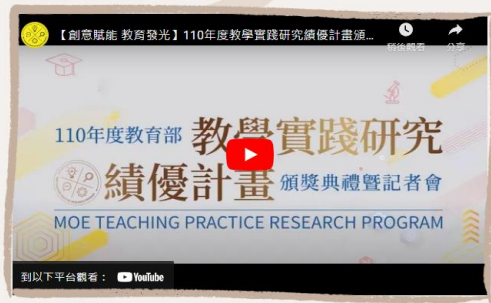 【創意賦能 教育發光】110年度教學實踐研究績優計畫頒...
稍後觀看 分享
110年度教育部 教學實踐研究
績優計畫 頒獎典禮暨記者會
MOE TEACHING PRACTICE RESEARCH PROGRAM
到以下平台觀看： YouTube